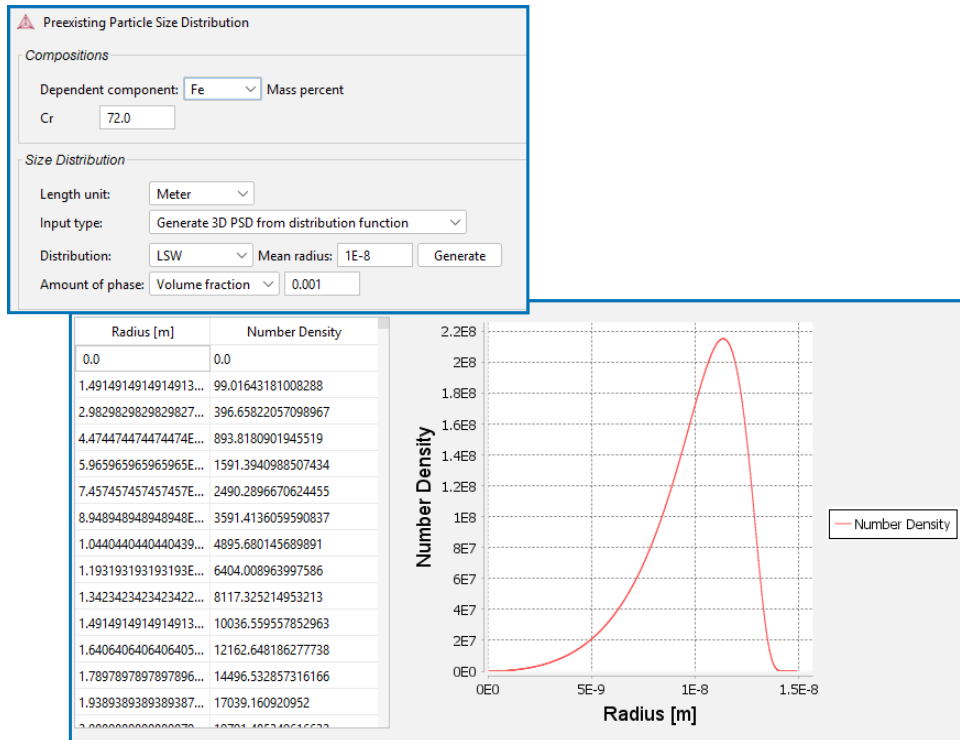 Preexisting Particle Size Distribution
Compositions
Dependent component: Fe Mass percent
Cr 72.0
Size Distribution
Length unit: Meter
Input type: Generate 3D PSD from distribution function
Distribution: LSW Mean radius: 1E-8 Generate
Amount of phase: Volume fraction 0.001
Radius [m] Number Density
0.0 0.0
1.4914914914914913... 99.01643181008288
2.9829829829829827... 396.65822057098967
4.474474474474474E... 893.8180901945519
5.965965965965965E... 1591.3940988507434
7.457457457457457E... 2490.2896670624455
8.948948948948948E... 3591.4136059590837
1.0440440440440439... 4895.680145689891
1.193193193193193E... 6404.008963997586
1.3423423423423422... 8117.325214953213
1.4914914914914913... 10036.559557852963
1.6406406406406405... 12162.648186277738
1.7897897897897896... 14496.532857316166
1.9389389389389387... 17039.160920952
2.2E8
2E8
1.8E8
1.6E8
1.4E8
1.2E8
1E8
8E7
6E7
4E7
2E7
0E0
Number Density
0E0 5E-9 1E-8 1.5E-8
Radius [m]
Number Density